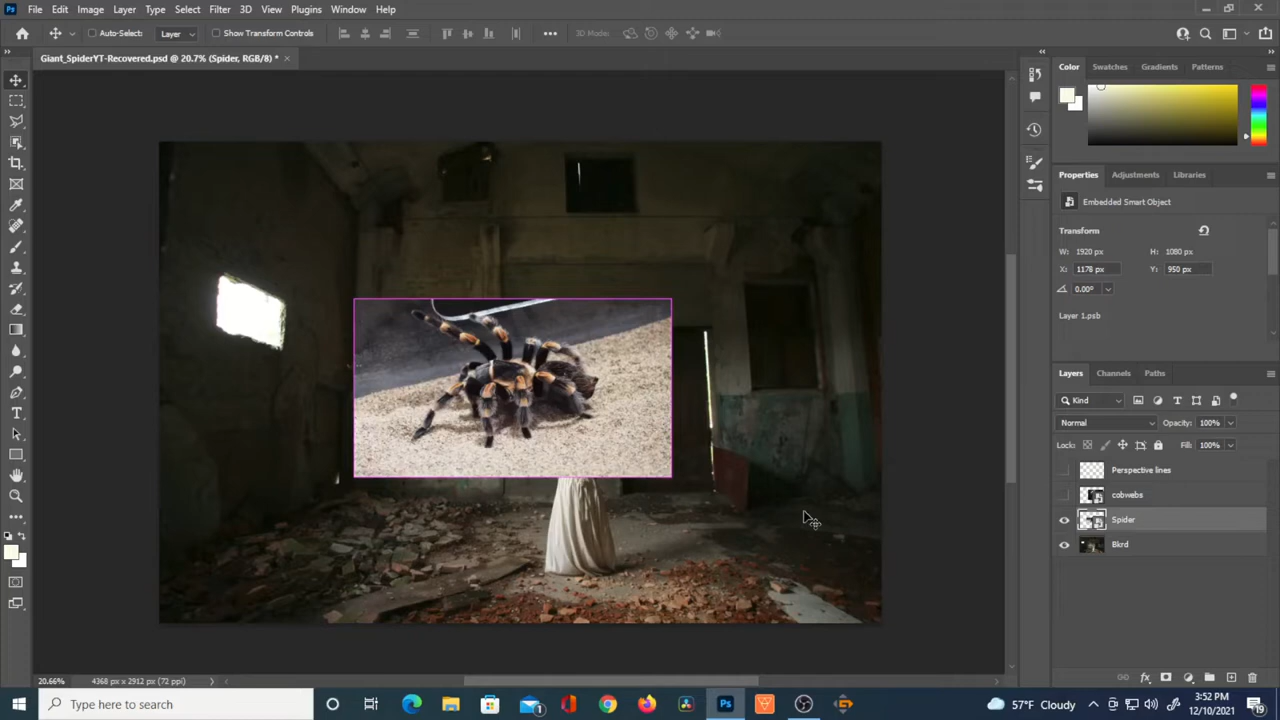 Ps File Edit Image Layer Type Select Filter 3D View Plugins Window Help
Auto-Select: Layer Show Transform Controls 3D Mode:
Giant_SpiderYT-Recovered.psd @ 20.7% (Spider, RGB/8) *
Color Swatches Gradients Patterns
Properties Adjustments Libraries
Embedded Smart Object
Transform
W: 1920 px H: 1080 px
X: 1178 px Y: 950 px
0.00°
Layer 1.psb
Layers Channels Paths
Kind
Normal Opacity: 100%
Lock: Fill: 100%
Perspective lines
cobwebs
Spider
Bkrd
20.66% 4368 px x 2912 px (72 ppi)
Type here to search
1
Ps
57°F Cloudy
3:52 PM
12/10/2021
19